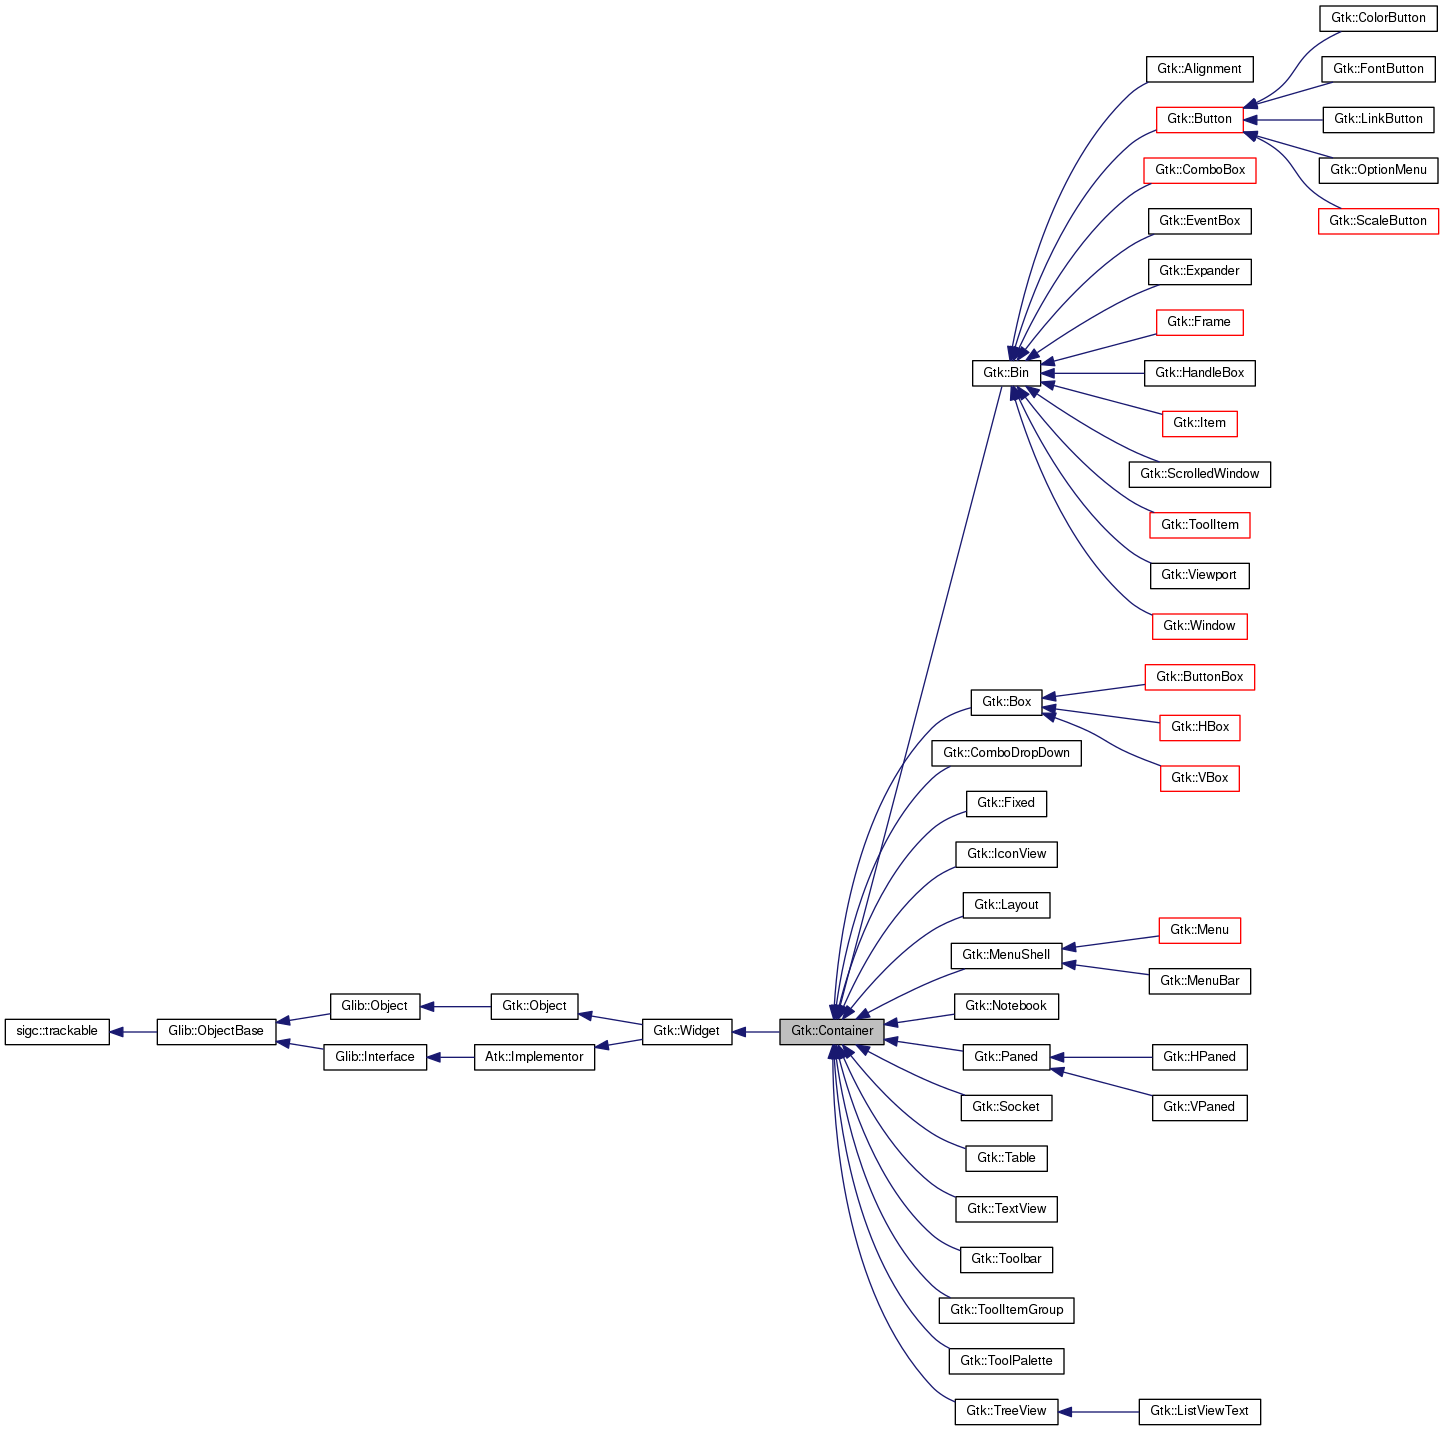 Gtk::ColorButton
Gtk::Alignment
Gtk::FontButton
Gtk::Button
Gtk::LinkButton
Gtk::ComboBox
Gtk::OptionMenu
Gtk::EventBox
Gtk::ScaleButton
Gtk::Expander
Gtk::Frame
Gtk::Bin
Gtk::HandleBox
Gtk::Item
Gtk::ScrolledWindow
Gtk::ToolItem
Gtk::Viewport
Gtk::Window
Gtk::ButtonBox
Gtk::Box
Gtk::HBox
Gtk::ComboDropDown
Gtk::VBox
Gtk::Fixed
Gtk::IconView
Gtk::Layout
Gtk::Menu
Gtk::MenuShell
Gtk::MenuBar
Glib::Object
Gtk::Object
Gtk::Notebook
sigc::trackable
Glib::ObjectBase
Gtk::Widget
Gtk::Container
Glib::Interface
Atk::Implementor
Gtk::Paned
Gtk::HPaned
Gtk::Socket
Gtk::VPaned
Gtk::Table
Gtk::TextView
Gtk::Toolbar
Gtk::ToolItemGroup
Gtk::ToolPalette
Gtk::TreeView
Gtk::ListViewText